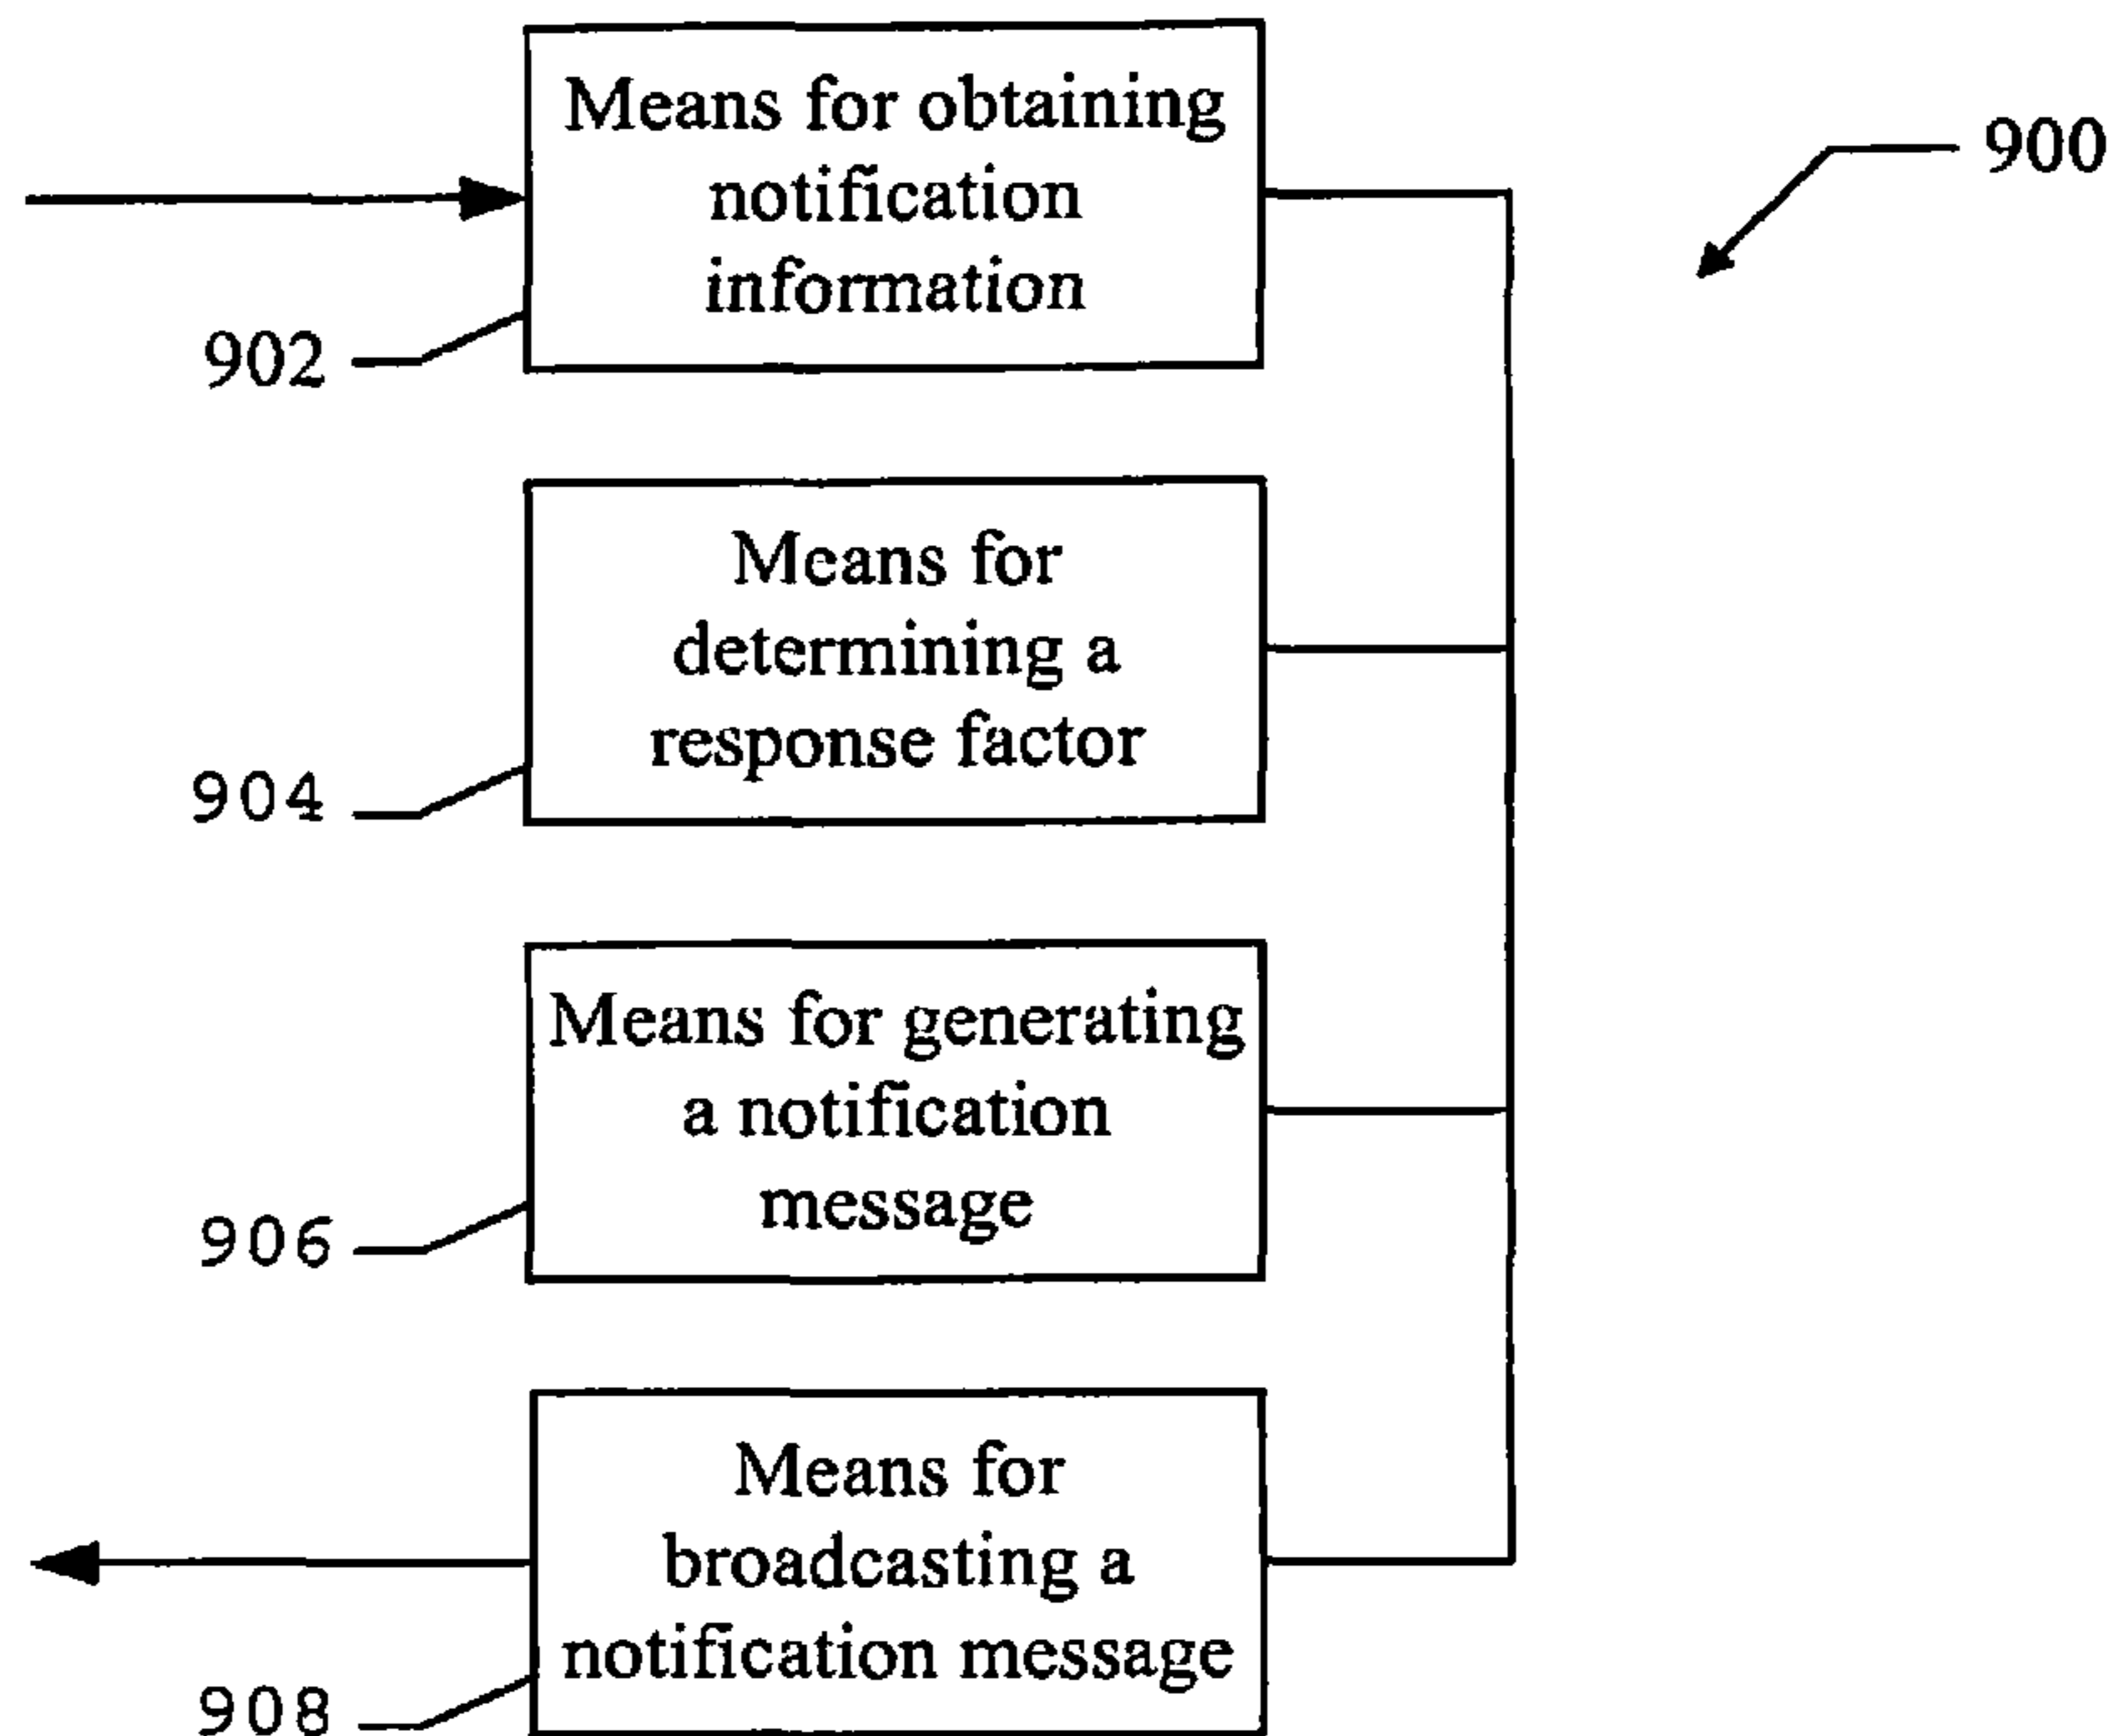 Means for obtaining
notification
information
900
902
Means for
determining a
response factor
904
Means for generating
a notification
message
906
Means for
broadcasting a
notification message
908